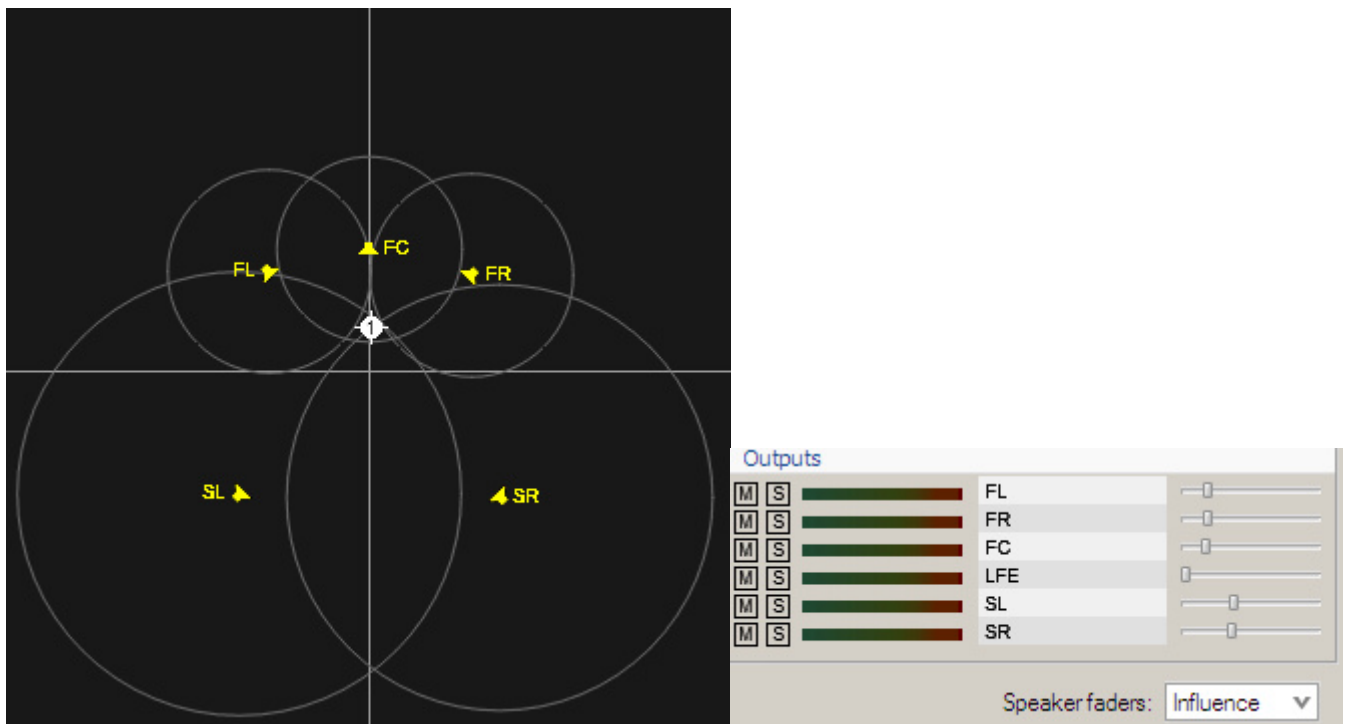 FC
FL
FR
1
SL
SR
Outputs
M S FL
M S FR
M S FC
M S LFE
M S SL
M S SR
Speaker faders: Influence